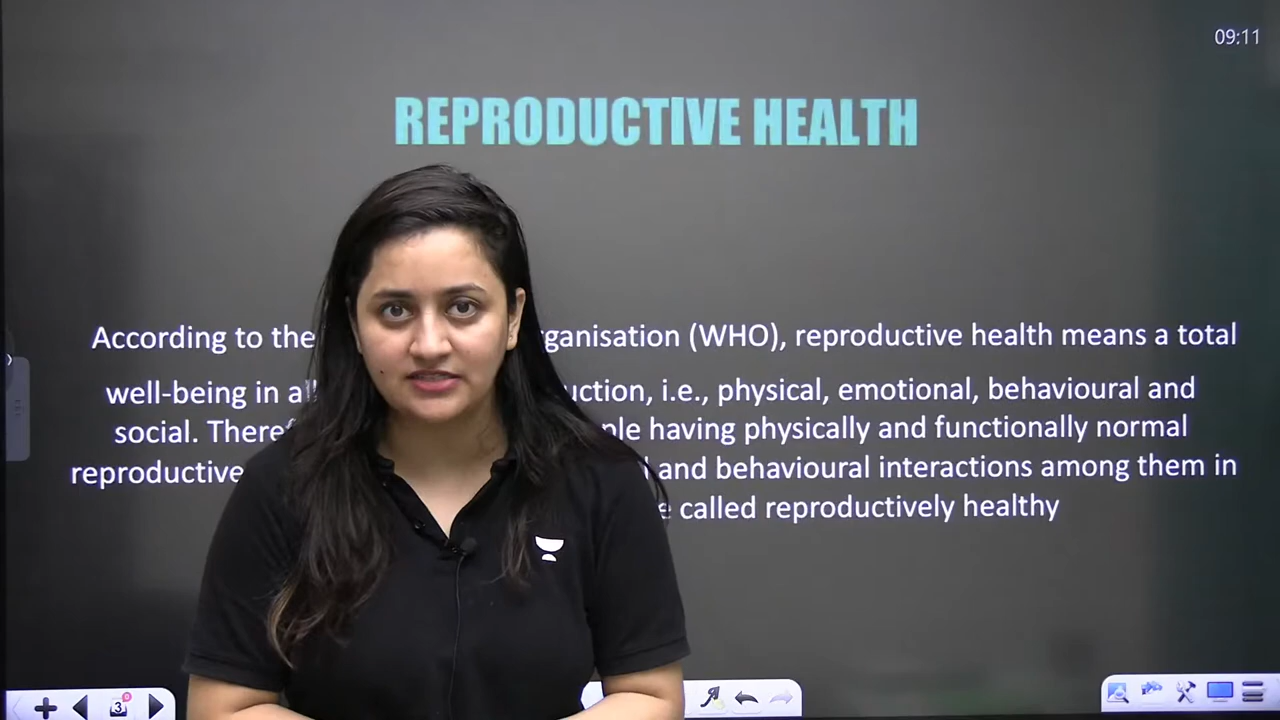 09:11
REPRODUCTIVE HEALTH
According to the ganisation (WHO), reproductive health means a total
well-being in all uction, i.e., physical, emotional, behavioural and
social. Theref ple having physically and functionally normal
reproductive and behavioural interactions among them in
e called reproductively healthy
3